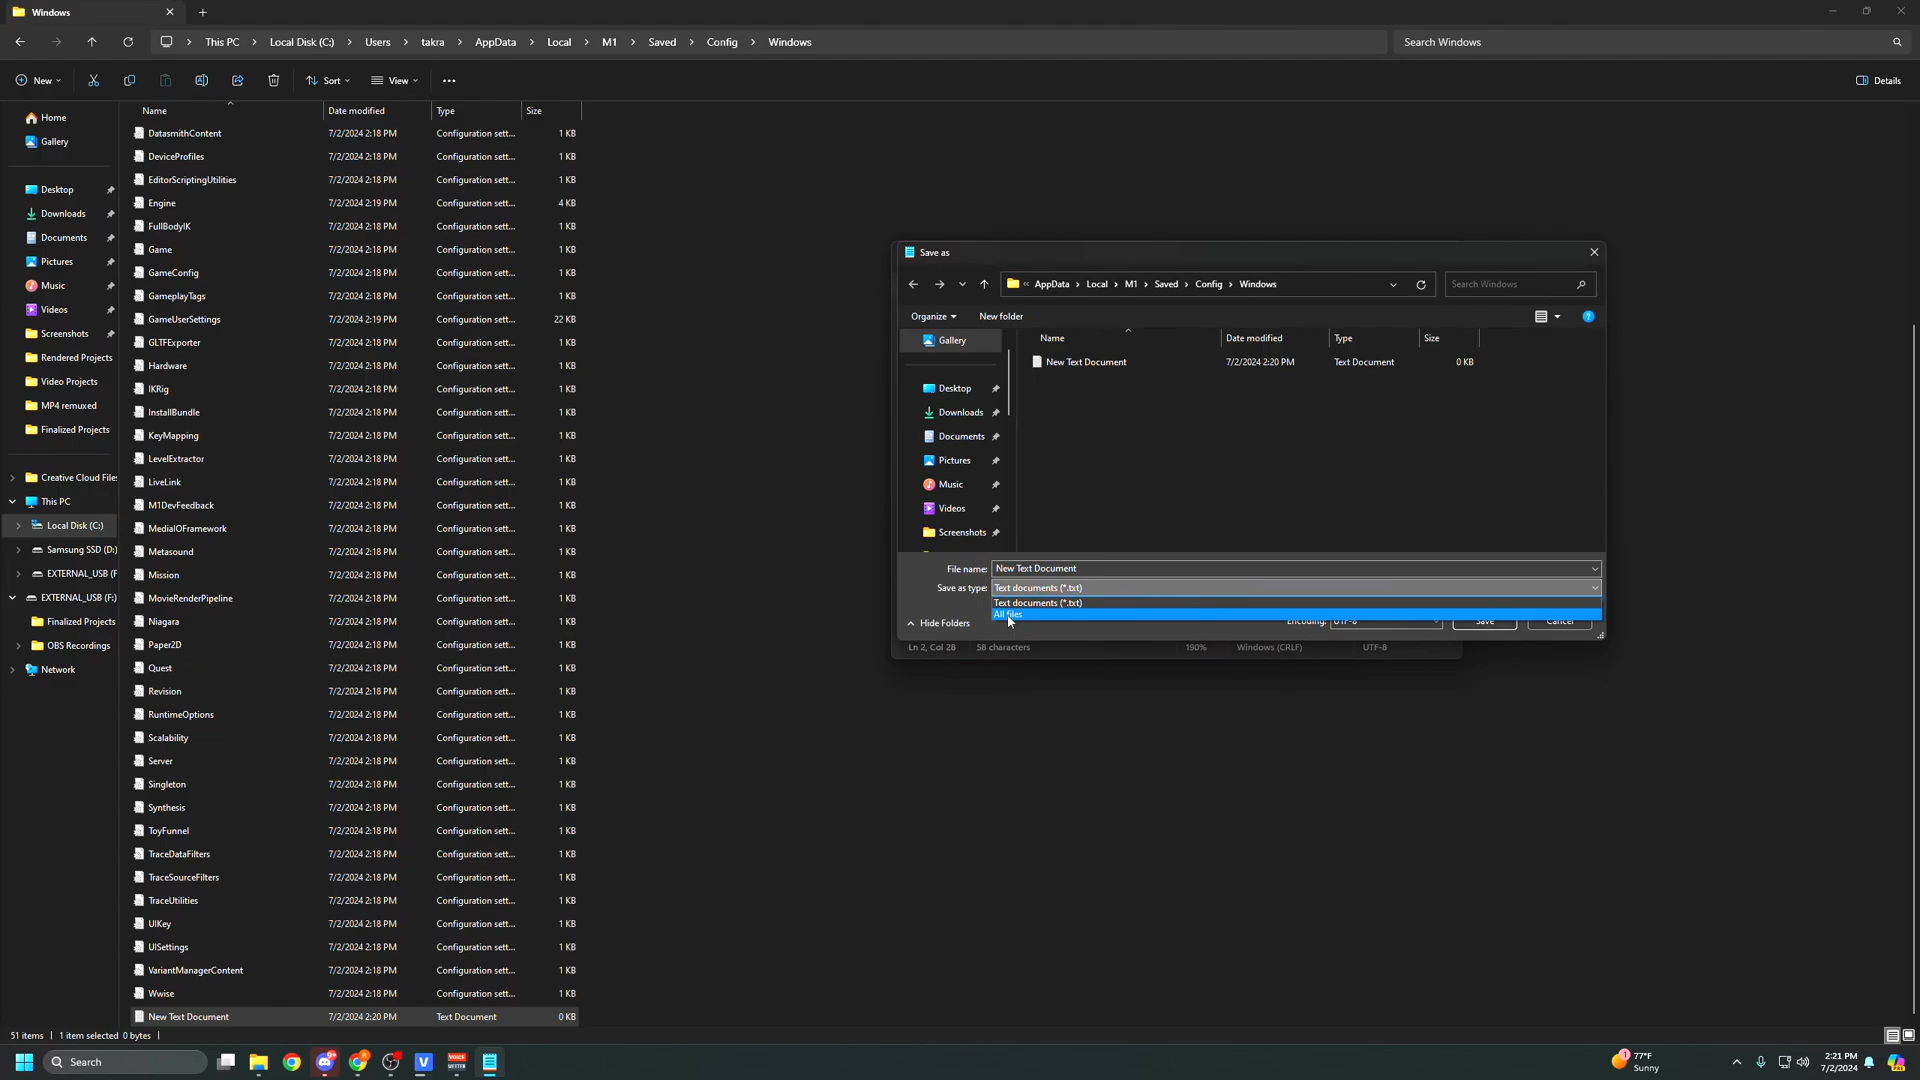 Windows
This PC > Local Disk (C:) > Users > takra > AppData > Local > M1 > Saved > Config > Windows
Search Windows
New
Sort
View
Details
Name Date modified Type Size
Home
Gallery
Desktop
Downloads
Documents
Pictures
Music
Videos
Screenshots
Rendered Projects
Video Projects
MP4 remuxed
Finalized Projects
Creative Cloud Files
This PC
Local Disk (C:)
Samsung SSD (D:)
EXTERNAL_USB (F
EXTERNAL_USB (F:)
Finalized Projects
OBS Recordings
Network
DatasmithContent 7/2/2024 2:18 PM Configuration sett... 1 KB
DeviceProfiles 7/2/2024 2:18 PM Configuration sett... 1 KB
EditorScriptingUtilities 7/2/2024 2:18 PM Configuration sett... 1 KB
Engine 7/2/2024 2:19 PM Configuration sett... 4 KB
FullBodyIK 7/2/2024 2:18 PM Configuration sett... 1 KB
Game 7/2/2024 2:18 PM Configuration sett... 1 KB
GameConfig 7/2/2024 2:18 PM Configuration sett... 1 KB
GameplayTags 7/2/2024 2:18 PM Configuration sett... 1 KB
GameUserSettings 7/2/2024 2:19 PM Configuration sett... 22 KB
GLTFExporter 7/2/2024 2:18 PM Configuration sett... 1 KB
Hardware 7/2/2024 2:18 PM Configuration sett... 1 KB
IKRig 7/2/2024 2:18 PM Configuration sett... 1 KB
InstallBundle 7/2/2024 2:18 PM Configuration sett... 1 KB
KeyMapping 7/2/2024 2:18 PM Configuration sett... 1 KB
LevelExtractor 7/2/2024 2:18 PM Configuration sett... 1 KB
LiveLink 7/2/2024 2:18 PM Configuration sett... 1 KB
M1DevFeedback 7/2/2024 2:18 PM Configuration sett... 1 KB
MediaIOFramework 7/2/2024 2:18 PM Configuration sett... 1 KB
Metasound 7/2/2024 2:18 PM Configuration sett... 1 KB
Mission 7/2/2024 2:18 PM Configuration sett... 1 KB
MovieRenderPipeline 7/2/2024 2:18 PM Configuration sett... 1 KB
Niagara 7/2/2024 2:18 PM Configuration sett... 1 KB
Paper2D 7/2/2024 2:18 PM Configuration sett... 1 KB
Quest 7/2/2024 2:18 PM Configuration sett... 1 KB
Revision 7/2/2024 2:18 PM Configuration sett... 1 KB
RuntimeOptions 7/2/2024 2:18 PM Configuration sett... 1 KB
Scalability 7/2/2024 2:18 PM Configuration sett... 1 KB
Server 7/2/2024 2:18 PM Configuration sett... 1 KB
Singleton 7/2/2024 2:18 PM Configuration sett... 1 KB
Synthesis 7/2/2024 2:18 PM Configuration sett... 1 KB
ToyFunnel 7/2/2024 2:18 PM Configuration sett... 1 KB
TraceDataFilters 7/2/2024 2:18 PM Configuration sett... 1 KB
TraceSourceFilters 7/2/2024 2:18 PM Configuration sett... 1 KB
TraceUtilities 7/2/2024 2:18 PM Configuration sett... 1 KB
UIKey 7/2/2024 2:18 PM Configuration sett... 1 KB
UISettings 7/2/2024 2:18 PM Configuration sett... 1 KB
VariantManagerContent 7/2/2024 2:18 PM Configuration sett... 1 KB
Wwise 7/2/2024 2:18 PM Configuration sett... 1 KB
New Text Document 7/2/2024 2:20 PM Text Document 0 KB
Save as
« AppData > Local > M1 > Saved > Config > Windows
Search Windows
Organize
New folder
Name Date modified Type Size
New Text Document 7/2/2024 2:20 PM Text Document 0 KB
Gallery
Desktop
Downloads
Documents
Pictures
Music
Videos
Screenshots
File name: New Text Document
Save as type: Text documents (*.txt)
Text documents (*.txt)
All files
Hide Folders
Encoding: UTF-8
Save
Cancel
Ln 2, Col 28 58 characters 190% Windows (CRLF) UTF-8
51 items 1 item selected 0 bytes
Search
77°F
Sunny
2:21 PM
7/2/2024